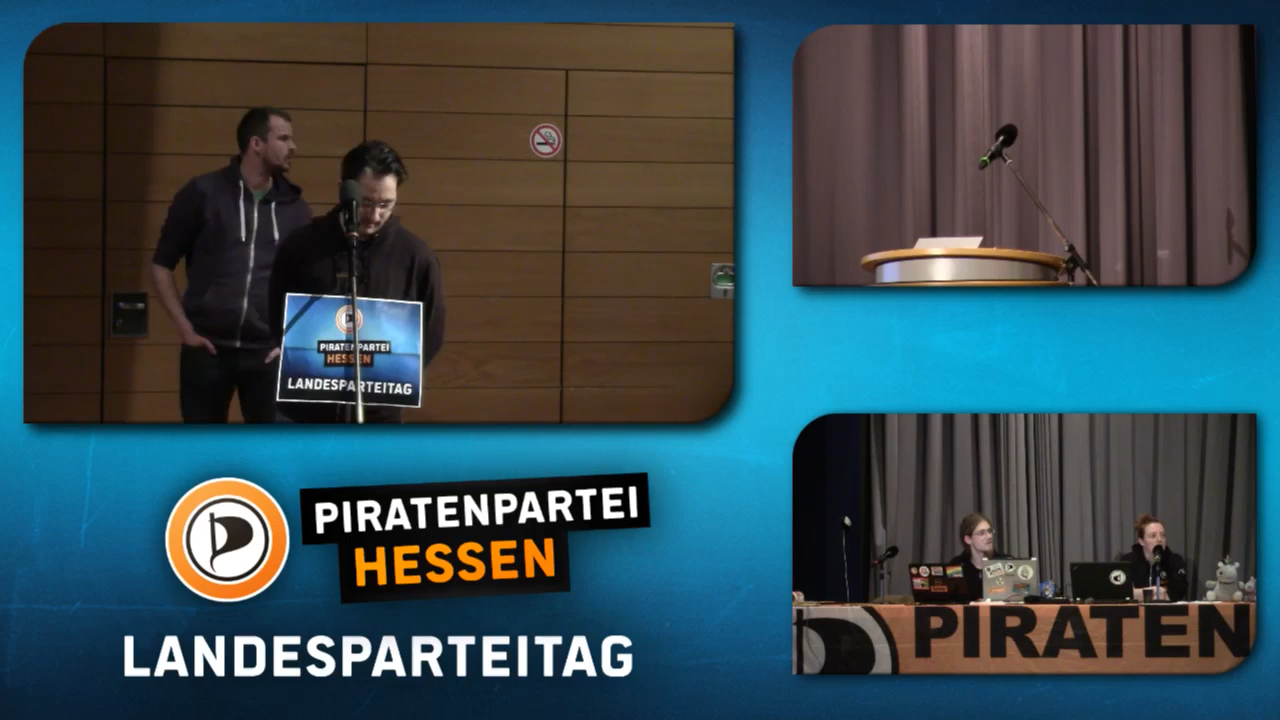 PIRATENPARTEI
HESSEN
LANDESPARTEITAG
PIRATENPARTEI
HESSEN
LANDESPARTEITAG
PIRATEN